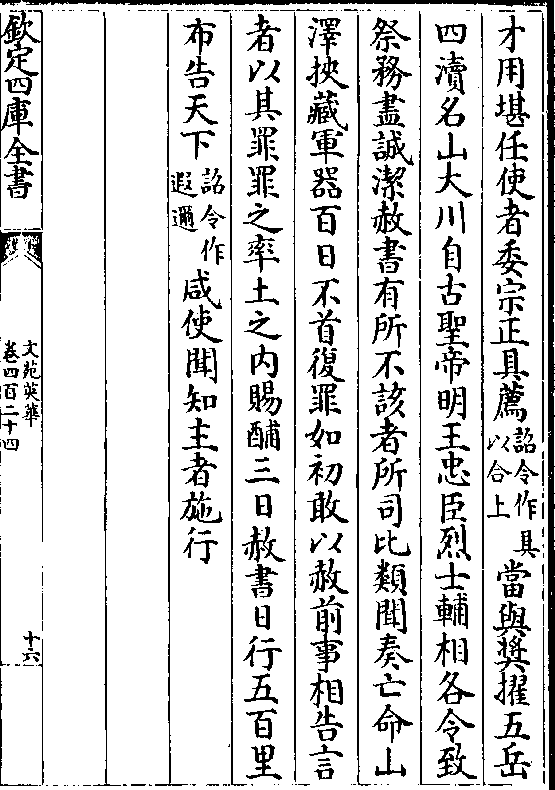 才用堪任使者委宗正具薦詔令作具以合上當與奬擢五岳
四瀆名山大川自古聖帝明王忠臣烈士輔相各令致
祭務盡誠潔赦書有所不該者所司比類聞奏亡命山
澤挾藏軍器百日不首復罪如初敢以赦前事相告言
者以其罪罪之率土之内賜酺三日赦書日行五百里
布告天下詔令作遐邇咸使聞知主者施行
欽定四庫全書
文苑英華
卷四百二十四
十六